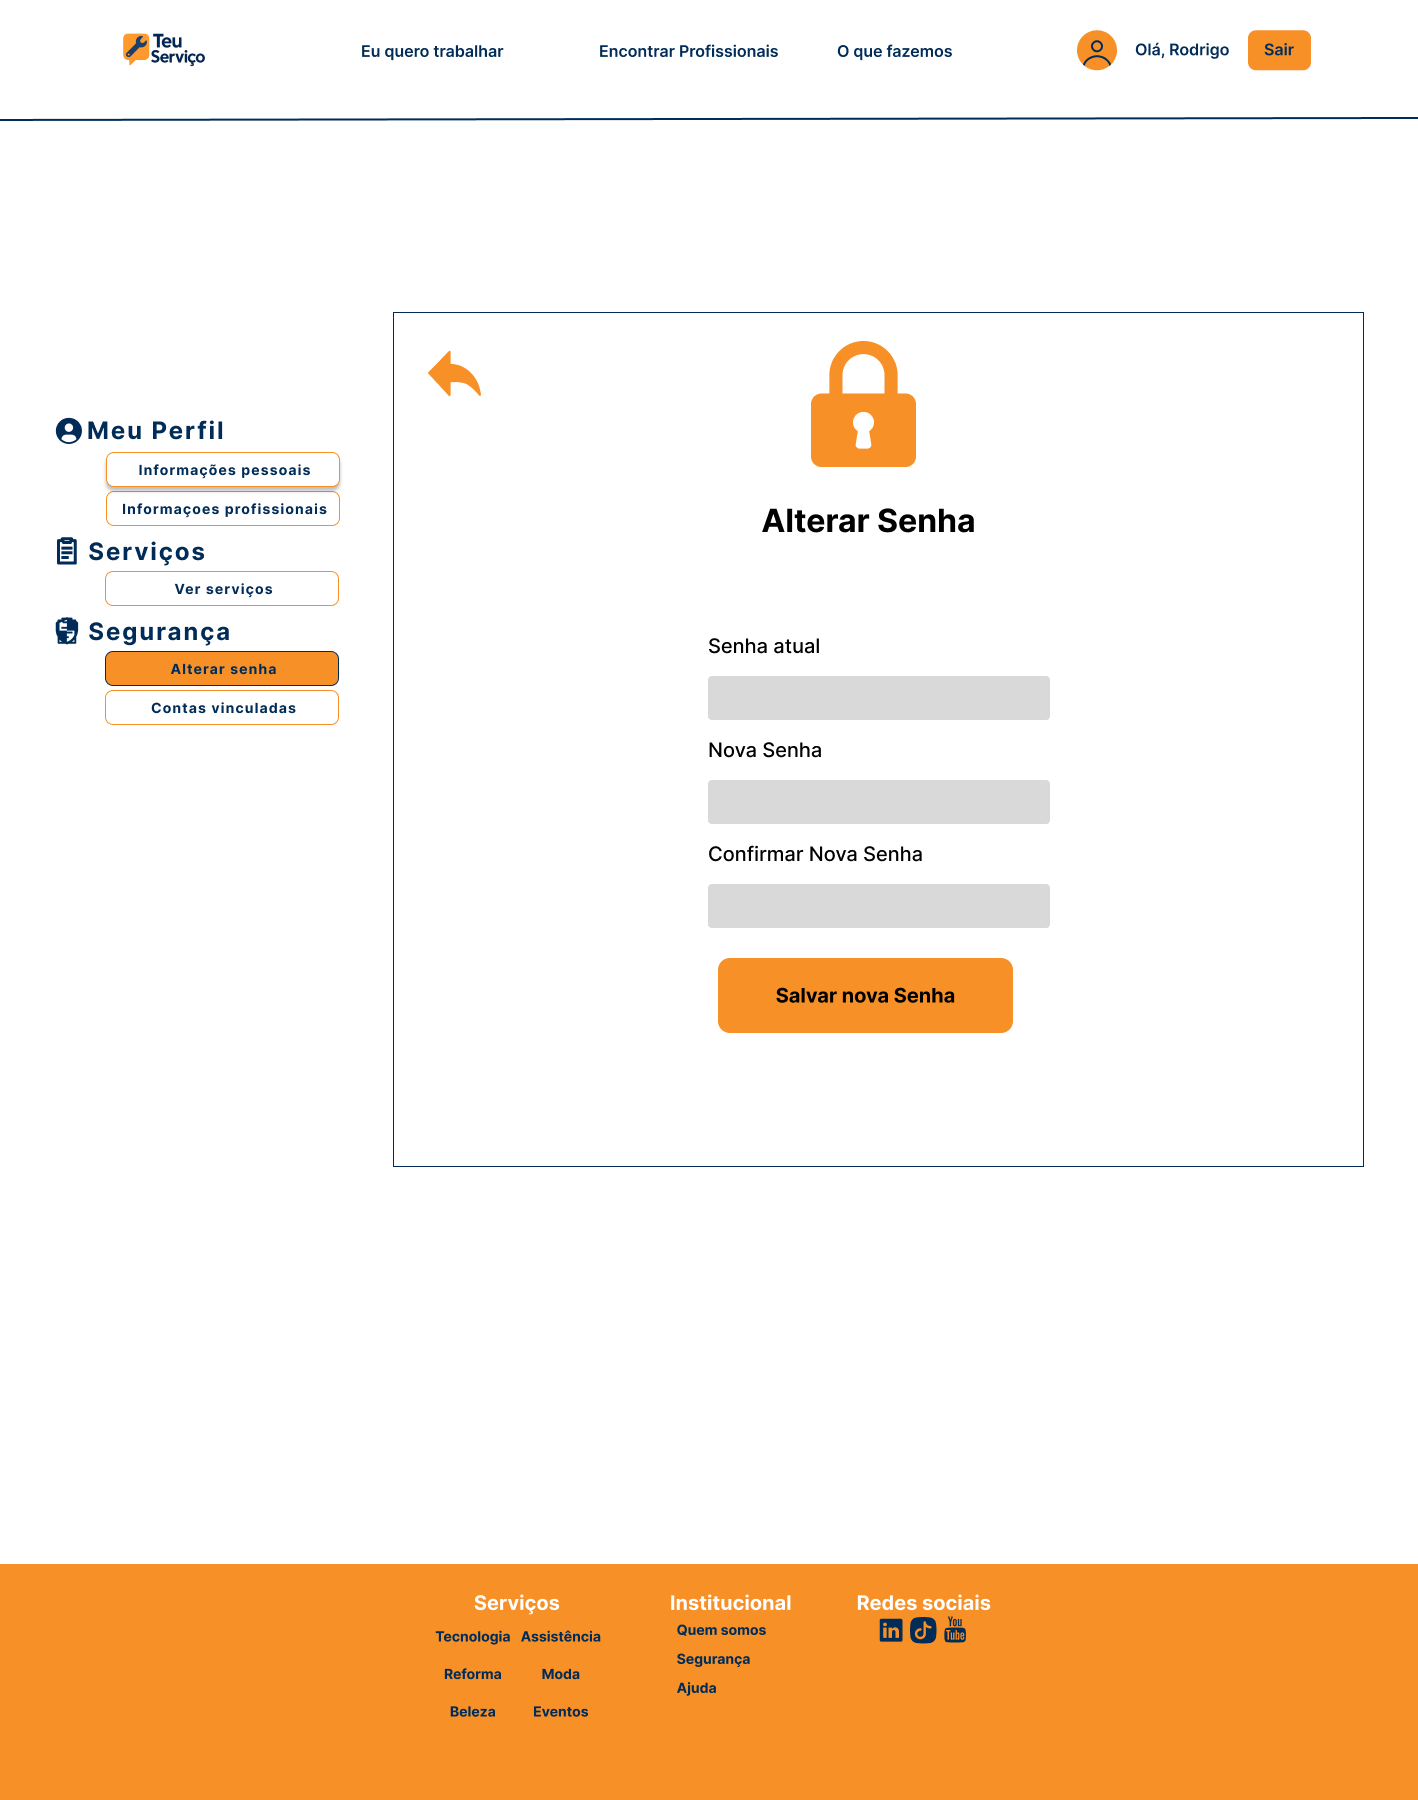 Teu
Serviço
Eu quero trabalhar
Encontrar Profissionais
O que fazemos
Olá, Rodrigo
Sair
Meu Perfil
Informações pessoais
Informaçoes profissionais
Serviços
Ver serviços
Segurança
Alterar senha
Contas vinculadas
Alterar Senha
Senha atual
Nova Senha
Confirmar Nova Senha
Salvar nova Senha
Serviços
Tecnologia Assistência
Reforma Moda
Beleza Eventos
Institucional
Quem somos
Segurança
Ajuda
Redes sociais
in
You
Tube